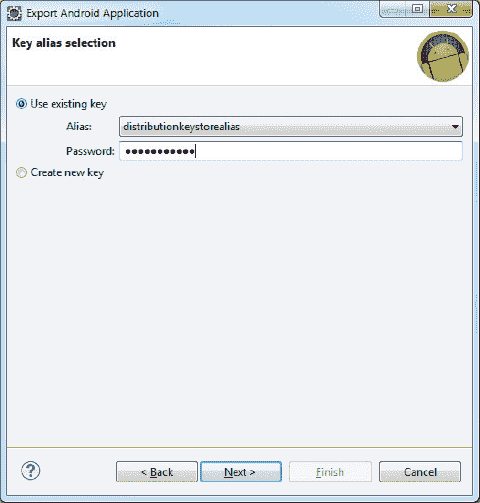 Export Android Application
Key alias selection
Use existing key
Alias: distributionkeystorealias
Password: ●●●●●●●●●●●
Create new key
? < Back Next > Finish Cancel